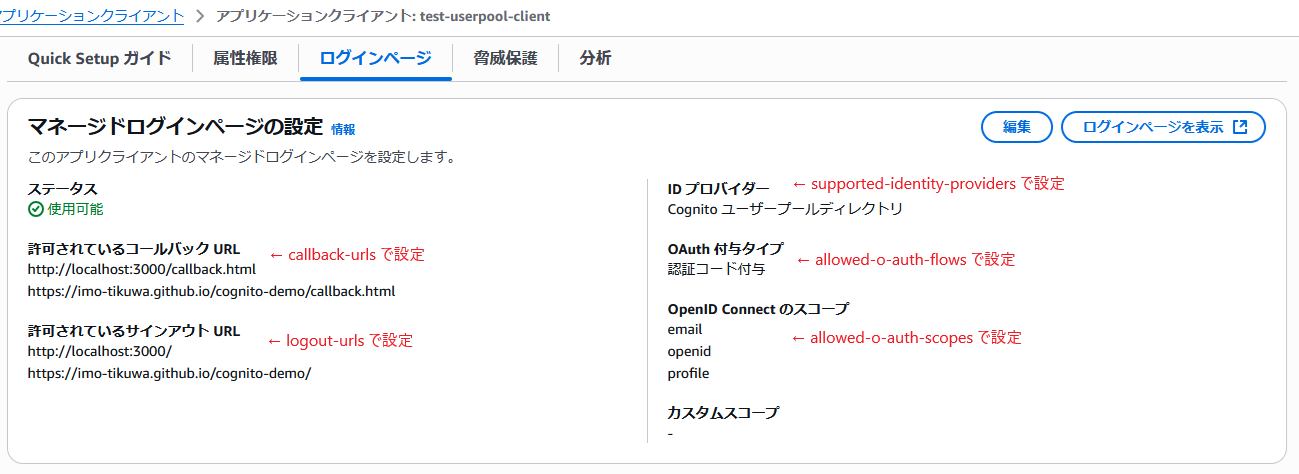 プリケーションクライアント > アプリケーションクライアント: test-userpool-client
Quick Setup ガイド 属性権限 ログインページ 脅威保護 分析
マネージドログインページの設定 情報
編集 ログインページを表示
このアプリクライアントのマネージドログインページを設定します。
ステータス
使用可能
許可されているコールバック URL ← callback-urls で設定
http://localhost:3000/callback.html
https://imo-tikuwa.github.io/cognito-demo/callback.html
許可されているサインアウト URL ← logout-urls で設定
http://localhost:3000/
https://imo-tikuwa.github.io/cognito-demo/
ID プロバイダー ← supported-identity-providers で設定
Cognito ユーザープールディレクトリ
OAuth 付与タイプ ← allowed-o-auth-flows で設定
認証コード付与
OpenID Connect のスコープ
email
openid ← allowed-o-auth-scopes で設定
profile
カスタムスコープ
-